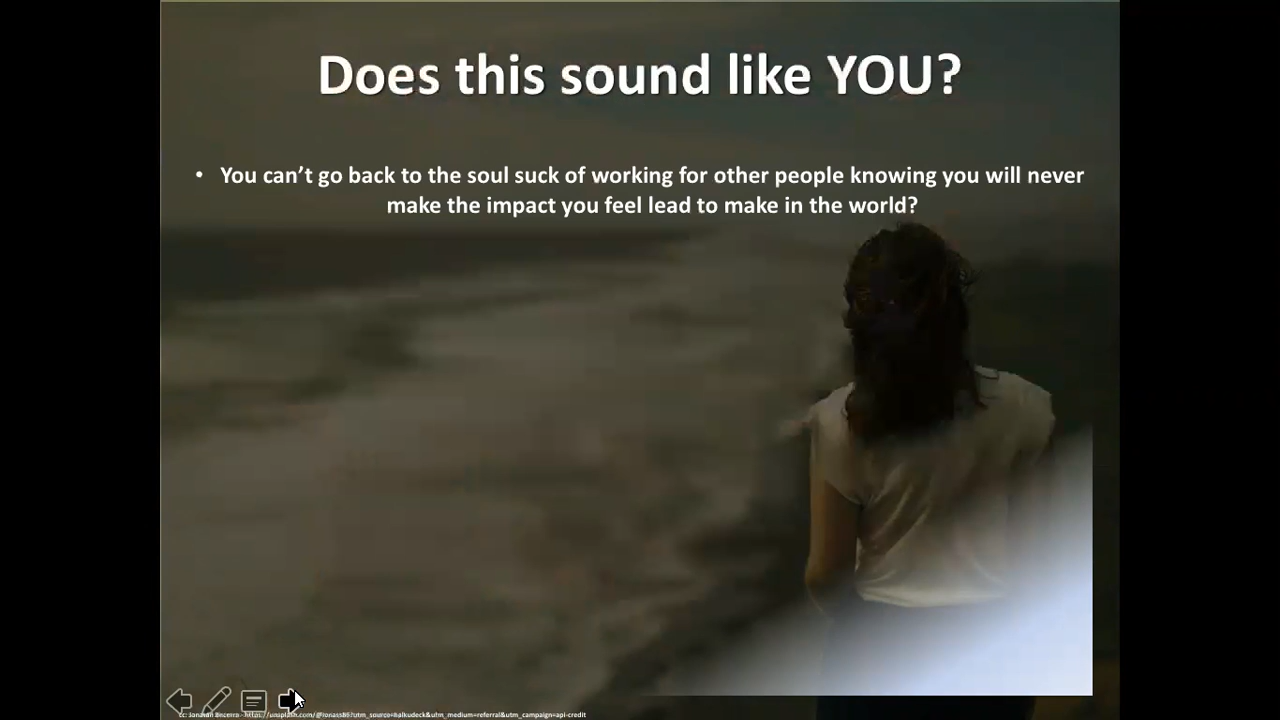 Does this sound like YOU?
• You can't go back to the soul suck of working for other people knowing you will never
make the impact you feel lead to make in the world?